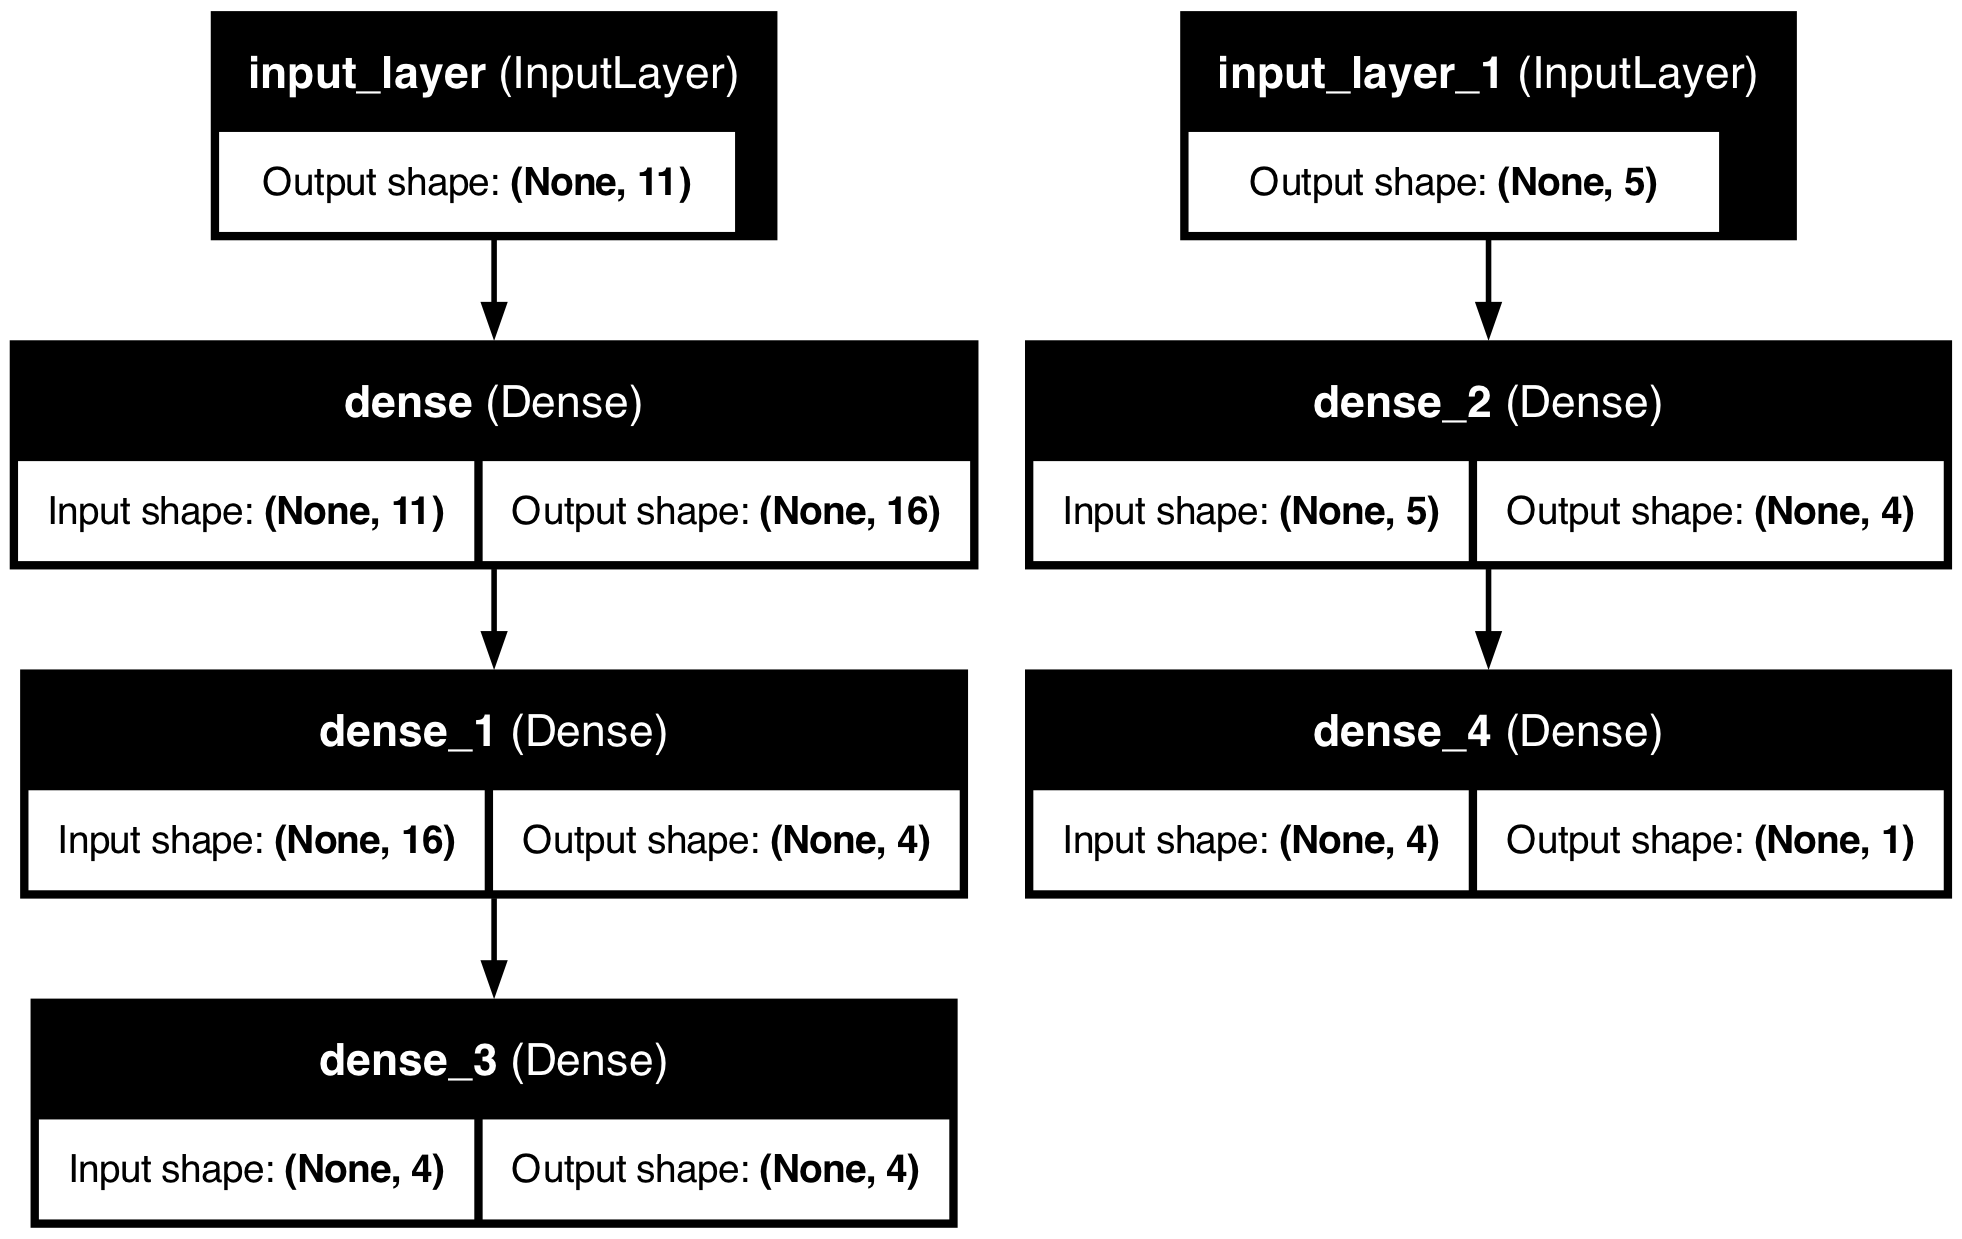 input_layer (InputLayer)
Output shape: (None, 11)
dense (Dense)
Input shape: (None, 11)
Output shape: (None, 16)
dense_1 (Dense)
Input shape: (None, 16)
Output shape: (None, 4)
dense_3 (Dense)
Input shape: (None, 4)
Output shape: (None, 4)
input_layer_1 (InputLayer)
Output shape: (None, 5)
dense_2 (Dense)
Input shape: (None, 5)
Output shape: (None, 4)
dense_4 (Dense)
Input shape: (None, 4)
Output shape: (None, 1)